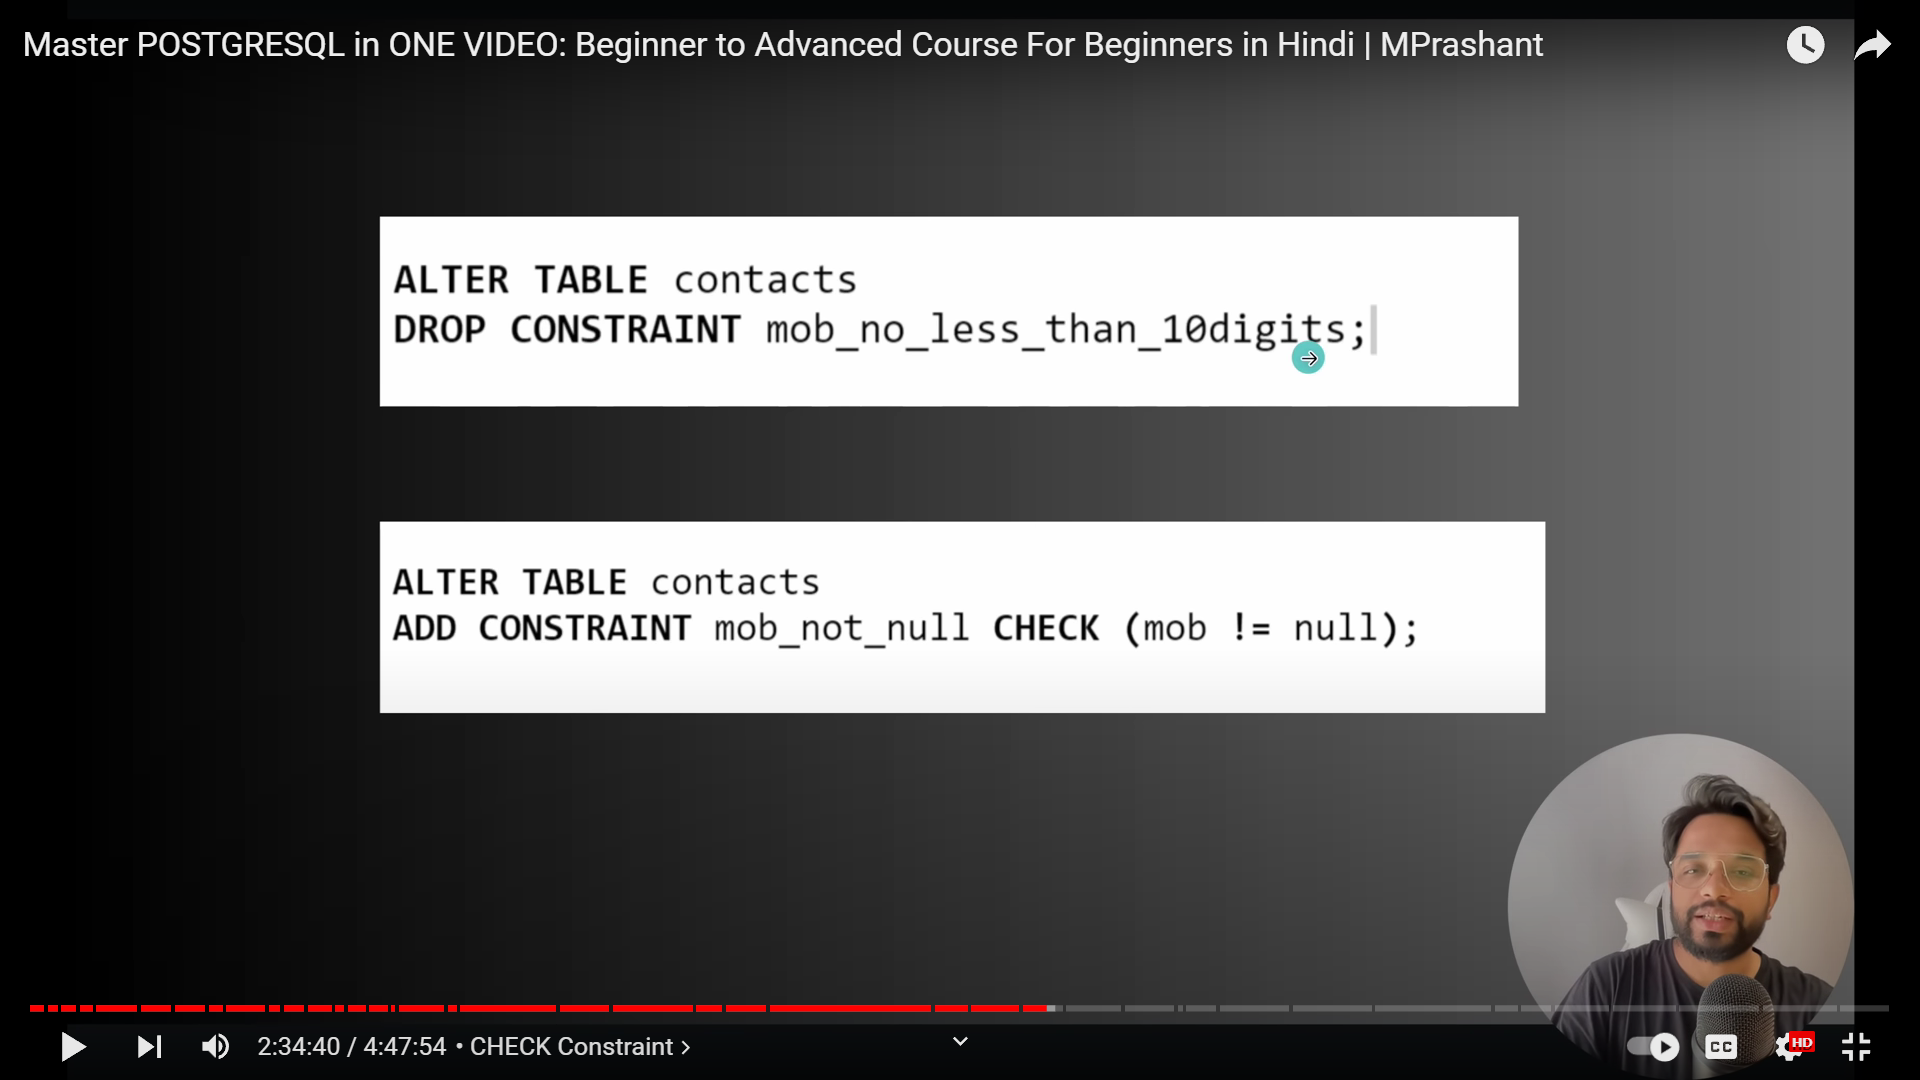 Master POSTGRESQL in ONE VIDEO: Beginner to Advanced Course For Beginners in Hindi | MPrashant
ALTER TABLE contacts
DROP CONSTRAINT mob_no_less_than_10digits;
ALTER TABLE contacts
ADD CONSTRAINT mob_not_null CHECK (mob != null);
2:34:40 / 4:47:54 • CHECK Constraint
CC
HD